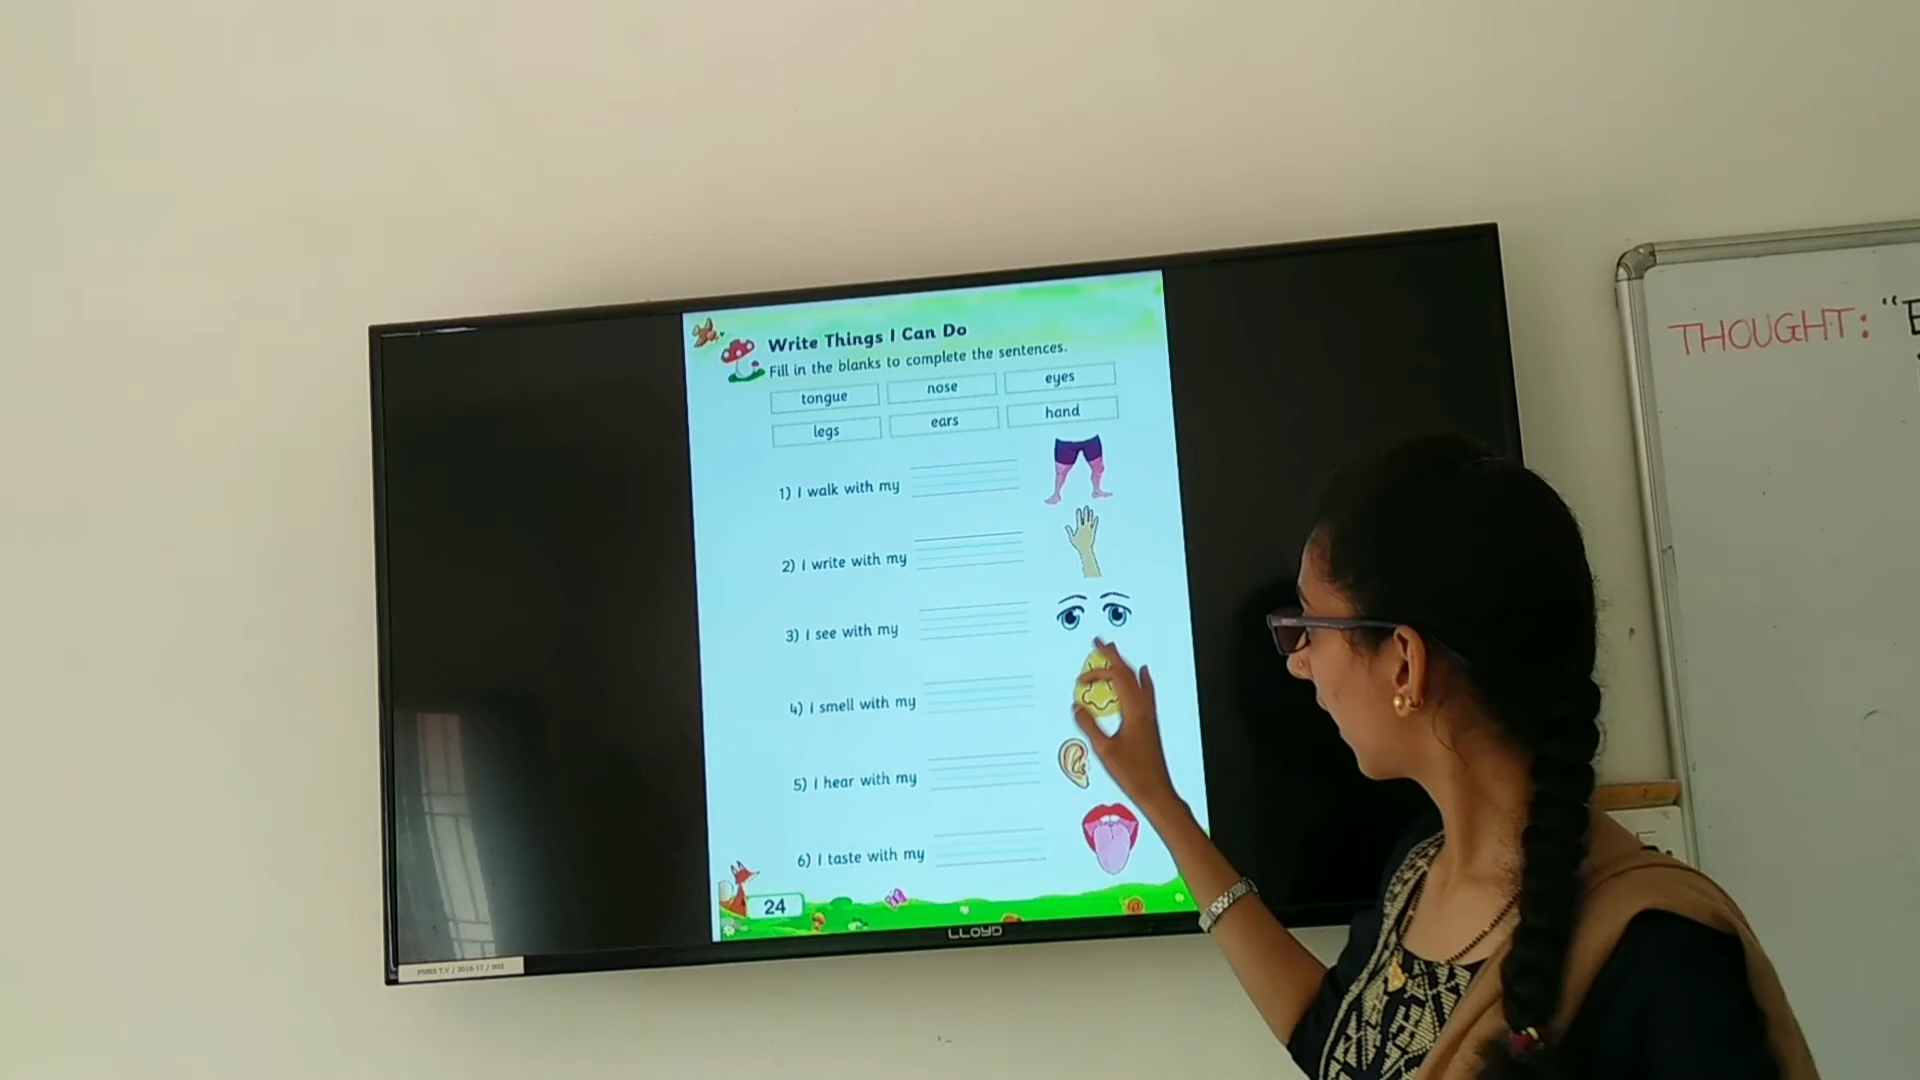 Write Things I Can Do
Fill in the blanks to complete the sentences.
tongue nose eyes
legs ears hand
1) I walk with my
2) I write with my
3) I see with my
4) I smell with my
5) I hear with my
6) I taste with my
24
LLOYD
THOUGHT: "